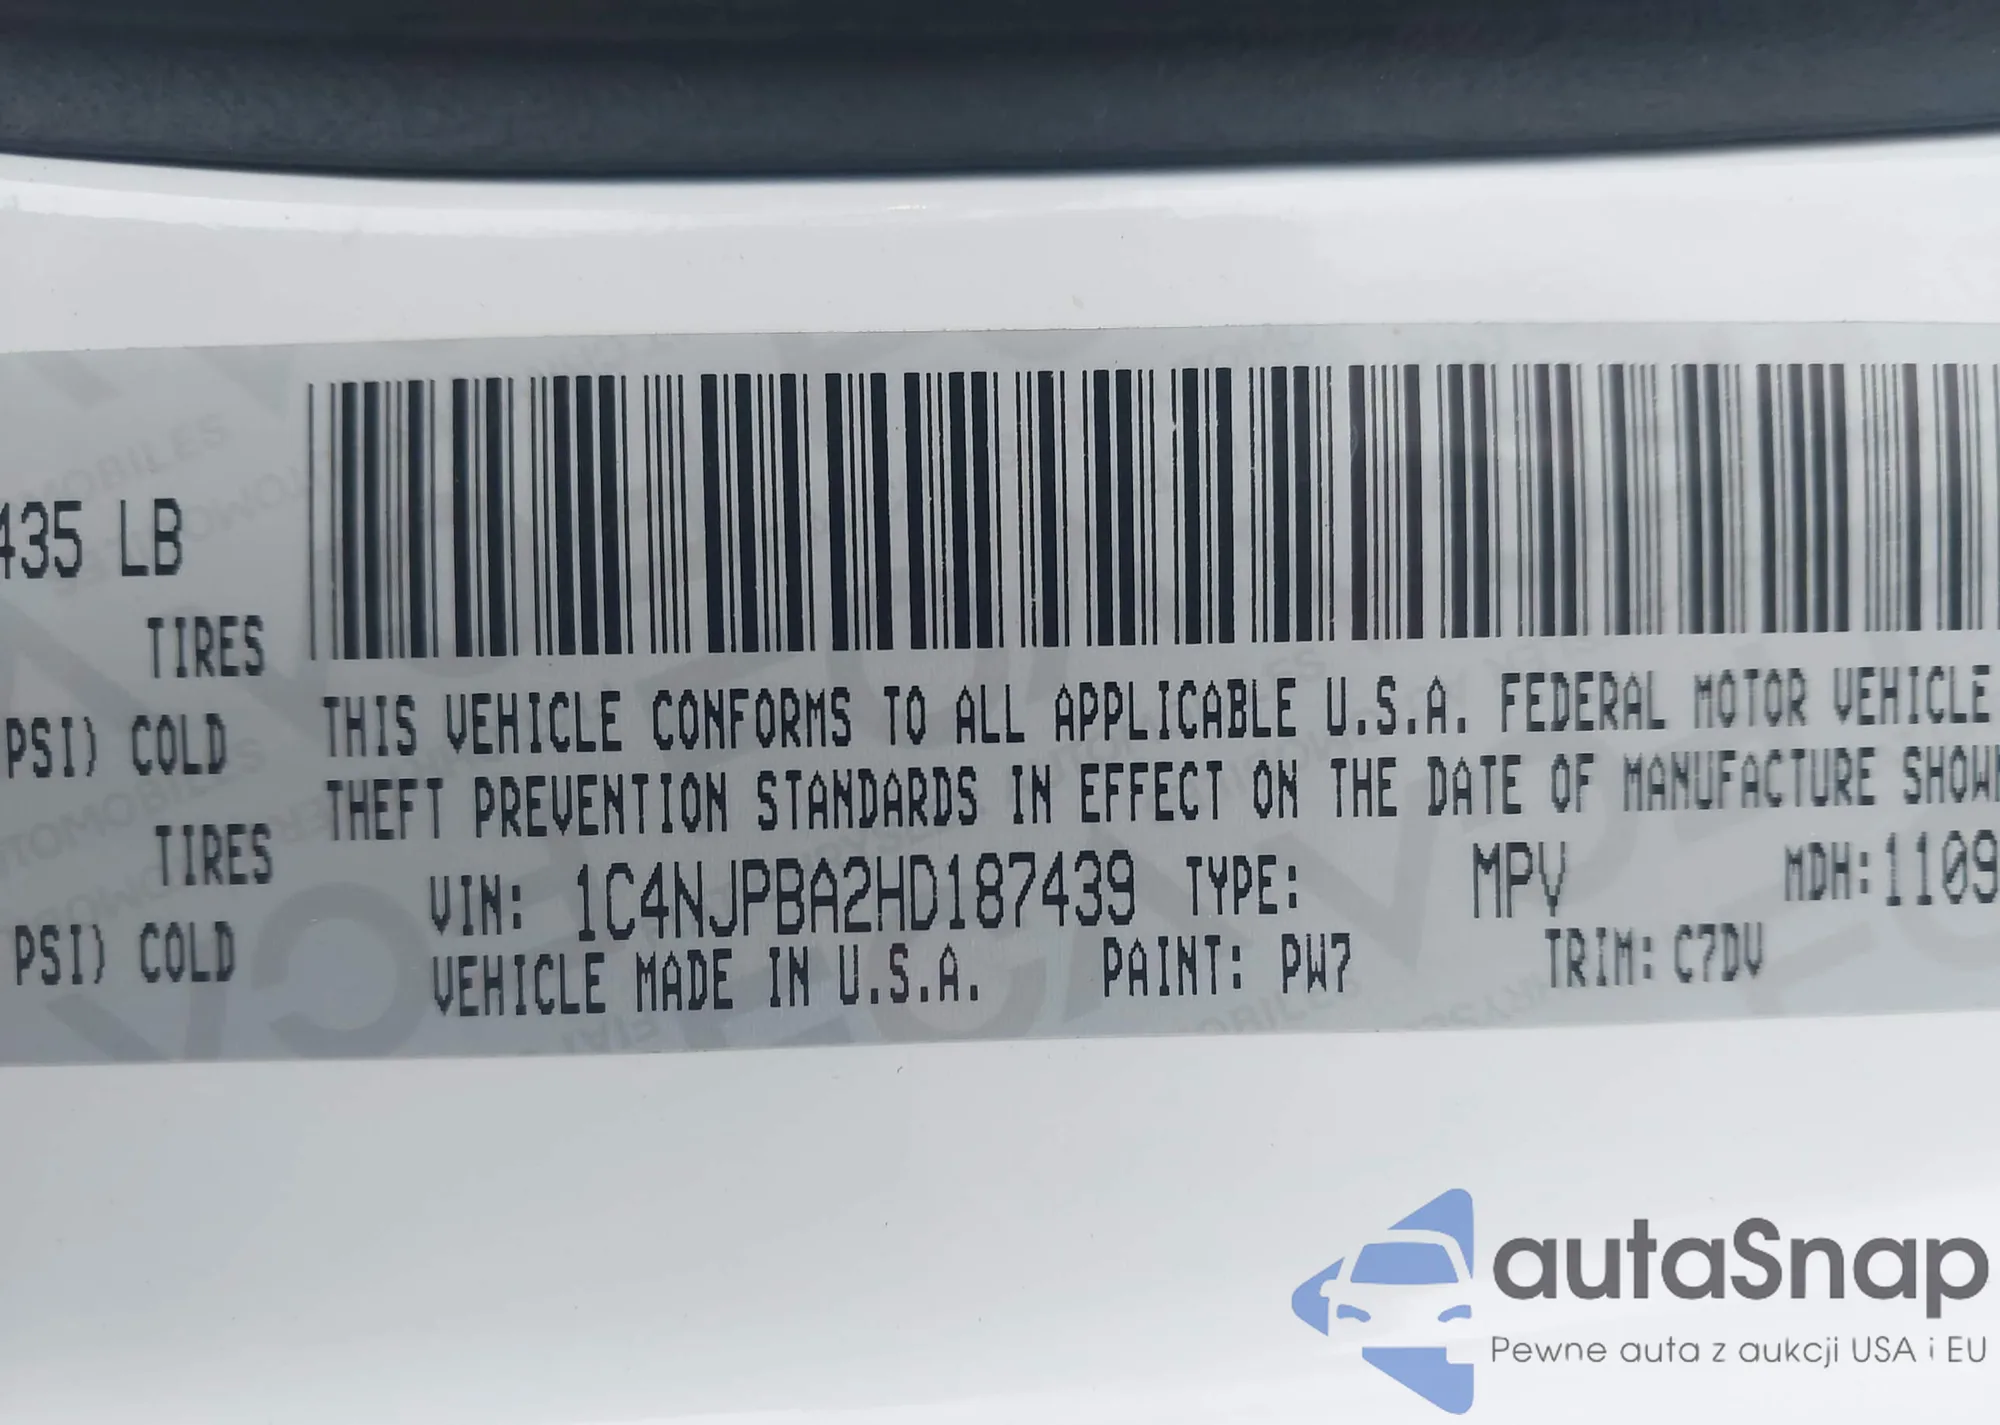 435 LB
TIRES
PSI) COLD
TIRES
PSI) COLD
THIS VEHICLE CONFORMS TO ALL APPLICABLE U.S.A. FEDERAL MOTOR VEHICLE
THEFT PREVENTION STANDARDS IN EFFECT ON THE DATE OF MANUFACTURE SHOWN
VIN: 1C4NJPBA2HD187439 TYPE: MPV MDH: 1109
VEHICLE MADE IN U.S.A. PAINT: PW7 TRIM: C7DV
autaSnap
Pewne auta z aukcji USA i EU